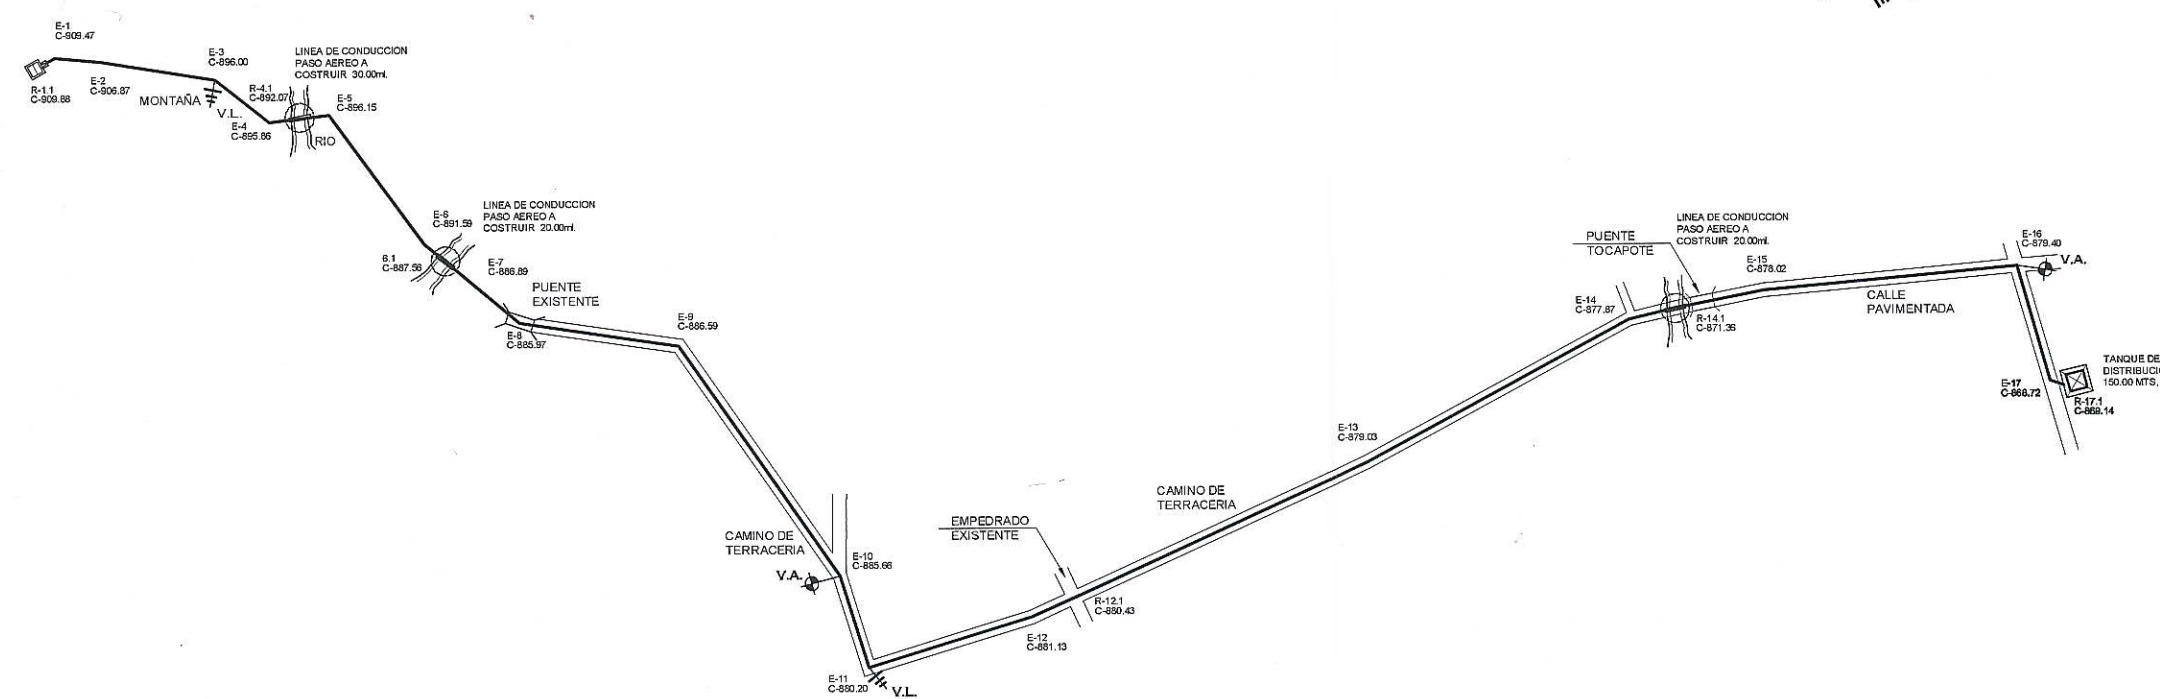 E-1
C-909.47
R-1.1
C-909.88
E-2
C-906.87
MONTAÑA
E-3
C-896.00
V.L.
E-4
C-895.86
R-4.1
C-892.07
LINEA DE CONDUCCION
PASO AEREO A
COSTRUIR 30.00ml.
E-5
C-896.15
RIO
E-6
C-891.59
LINEA DE CONDUCCION
PASO AEREO A
COSTRUIR 20.00ml.
6.1
C-887.56
E-7
C-886.89
PUENTE
EXISTENTE
E-8
C-885.97
E-9
C-886.59
CAMINO DE
TERRACERIA
V.A.
E-10
C-885.66
E-11
C-880.20
V.L.
EMPEDRADO
EXISTENTE
E-12
C-881.13
R-12.1
C-880.43
CAMINO DE
TERRACERIA
E-13
C-879.03
E-14
C-877.87
PUENTE
TOCAPOTE
LINEA DE CONDUCCION
PASO AEREO A
COSTRUIR 20.00ml.
R-14.1
C-871.36
E-15
C-878.02
CALLE
PAVIMENTADA
E-16
C-879.40
V.A.
E-17
C-868.72
R-17.1
C-869.14
TANQUE DE
DISTRIBUCI
150.00 MTS,